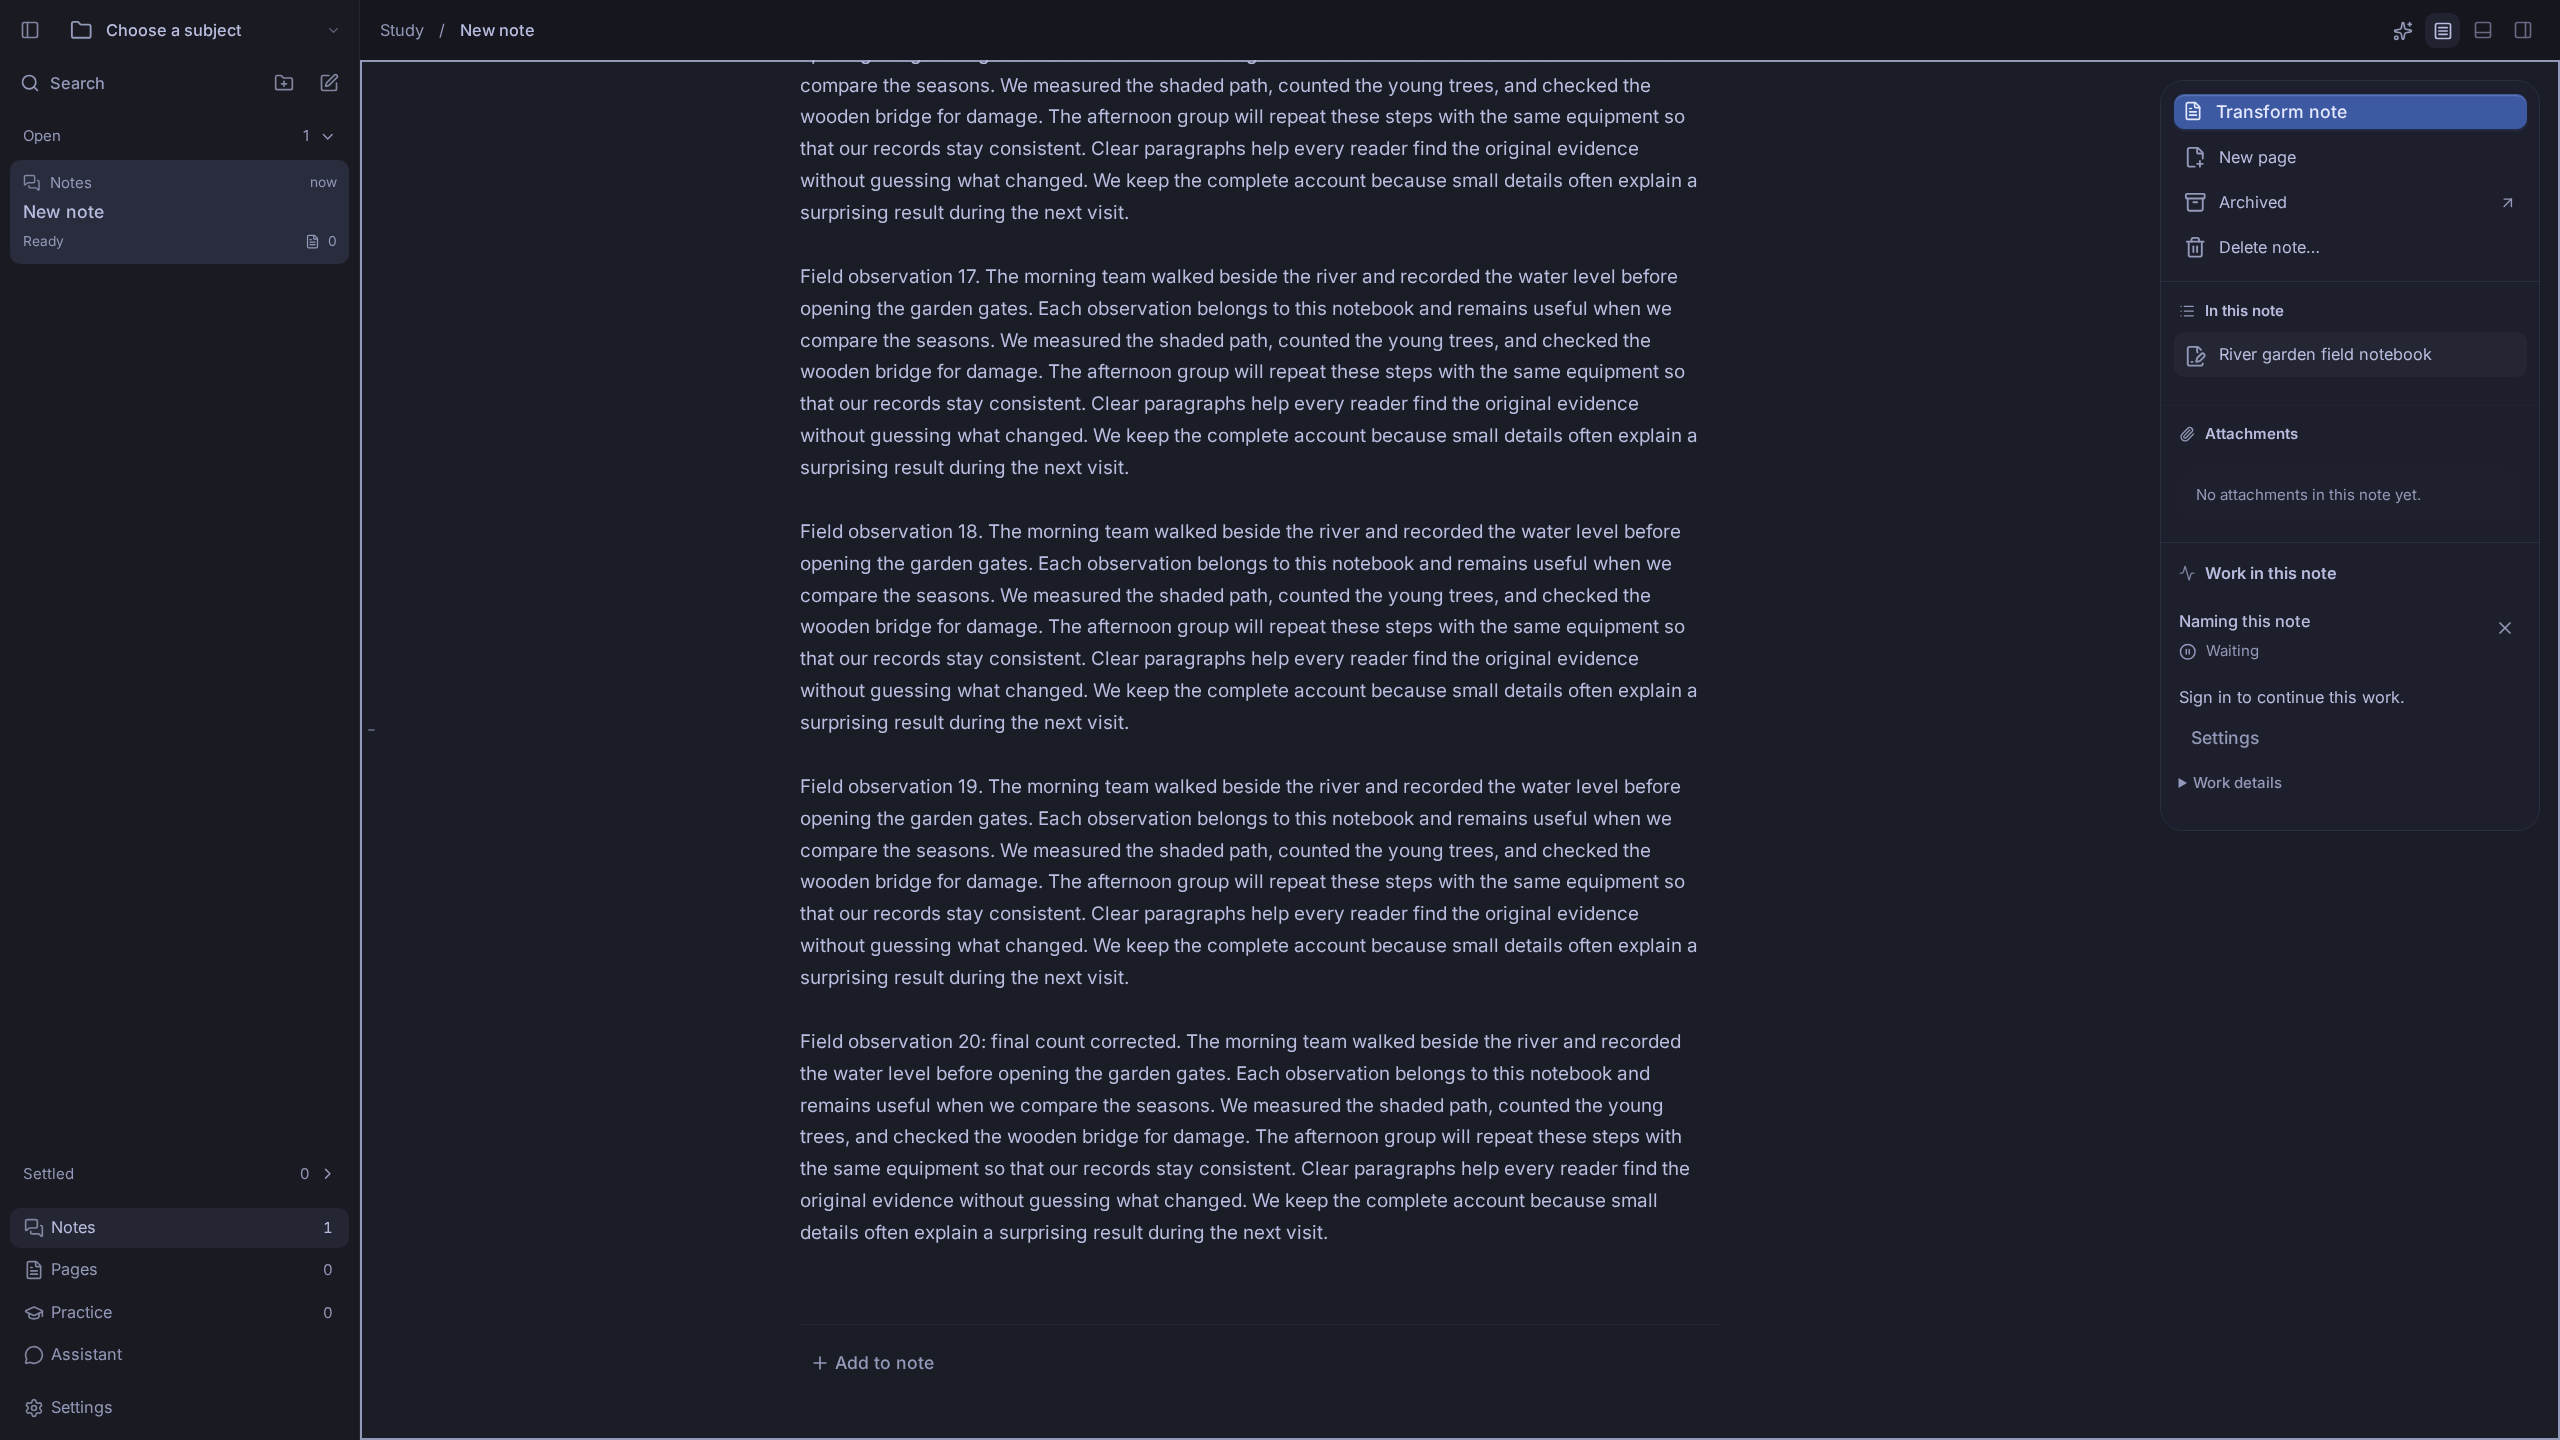 Choose a subject
Search
Open 1
Notes now
New note
Ready 0
Settled 0
Notes 1
Pages 0
Practice 0
Assistant
Settings
Study / New note
compare the seasons. We measured the shaded path, counted the young trees, and checked the
wooden bridge for damage. The afternoon group will repeat these steps with the same equipment so
that our records stay consistent. Clear paragraphs help every reader find the original evidence
without guessing what changed. We keep the complete account because small details often explain a
surprising result during the next visit.
Field observation 17. The morning team walked beside the river and recorded the water level before
opening the garden gates. Each observation belongs to this notebook and remains useful when we
compare the seasons. We measured the shaded path, counted the young trees, and checked the
wooden bridge for damage. The afternoon group will repeat these steps with the same equipment so
that our records stay consistent. Clear paragraphs help every reader find the original evidence
without guessing what changed. We keep the complete account because small details often explain a
surprising result during the next visit.
Field observation 18. The morning team walked beside the river and recorded the water level before
opening the garden gates. Each observation belongs to this notebook and remains useful when we
compare the seasons. We measured the shaded path, counted the young trees, and checked the
wooden bridge for damage. The afternoon group will repeat these steps with the same equipment so
that our records stay consistent. Clear paragraphs help every reader find the original evidence
without guessing what changed. We keep the complete account because small details often explain a
surprising result during the next visit.
Field observation 19. The morning team walked beside the river and recorded the water level before
opening the garden gates. Each observation belongs to this notebook and remains useful when we
compare the seasons. We measured the shaded path, counted the young trees, and checked the
wooden bridge for damage. The afternoon group will repeat these steps with the same equipment so
that our records stay consistent. Clear paragraphs help every reader find the original evidence
without guessing what changed. We keep the complete account because small details often explain a
surprising result during the next visit.
Field observation 20: final count corrected. The morning team walked beside the river and recorded
the water level before opening the garden gates. Each observation belongs to this notebook and
remains useful when we compare the seasons. We measured the shaded path, counted the young
trees, and checked the wooden bridge for damage. The afternoon group will repeat these steps with
the same equipment so that our records stay consistent. Clear paragraphs help every reader find the
original evidence without guessing what changed. We keep the complete account because small
details often explain a surprising result during the next visit.
Add to note
Transform note
New page
Archived
Delete note...
In this note
River garden field notebook
Attachments
No attachments in this note yet.
Work in this note
Naming this note
Waiting
Sign in to continue this work.
Settings
Work details